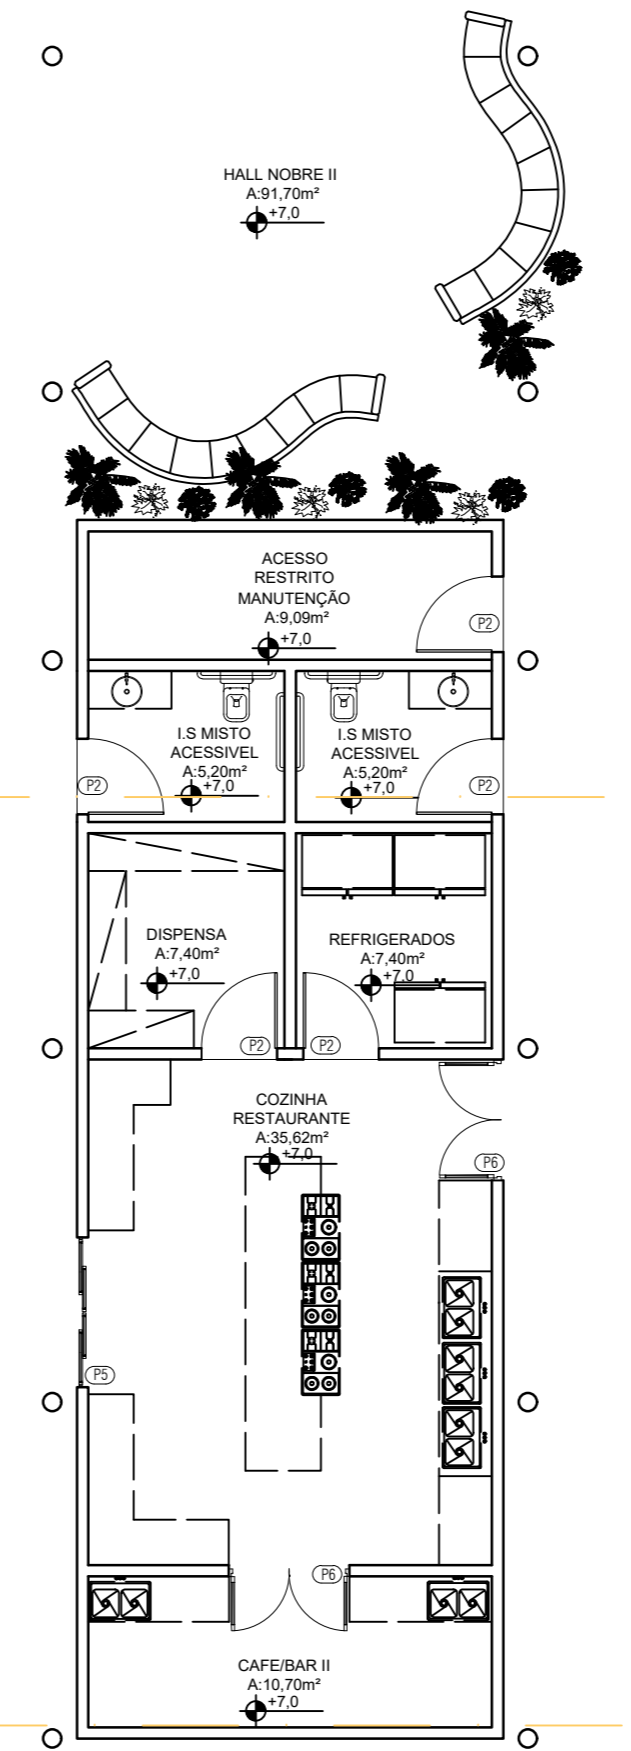 HALL NOBRE II
A:91,70m²
+7,0
ACESSO
RESTRITO
MANUTENÇÃO
A:9,09m²
+7,0
P2
I.S MISTO
ACESSIVEL
A:5,20m²
+7,0
P2
I.S MISTO
ACESSIVEL
A:5,20m²
+7,0
P2
DISPENSA
A:7,40m²
+7,0
P2
REFRIGERADOS
A:7,40m²
+7,0
P2
COZINHA
RESTAURANTE
A:35,62m²
+7,0
P6
P5
P6
CAFE/BAR II
A:10,70m²
+7,0